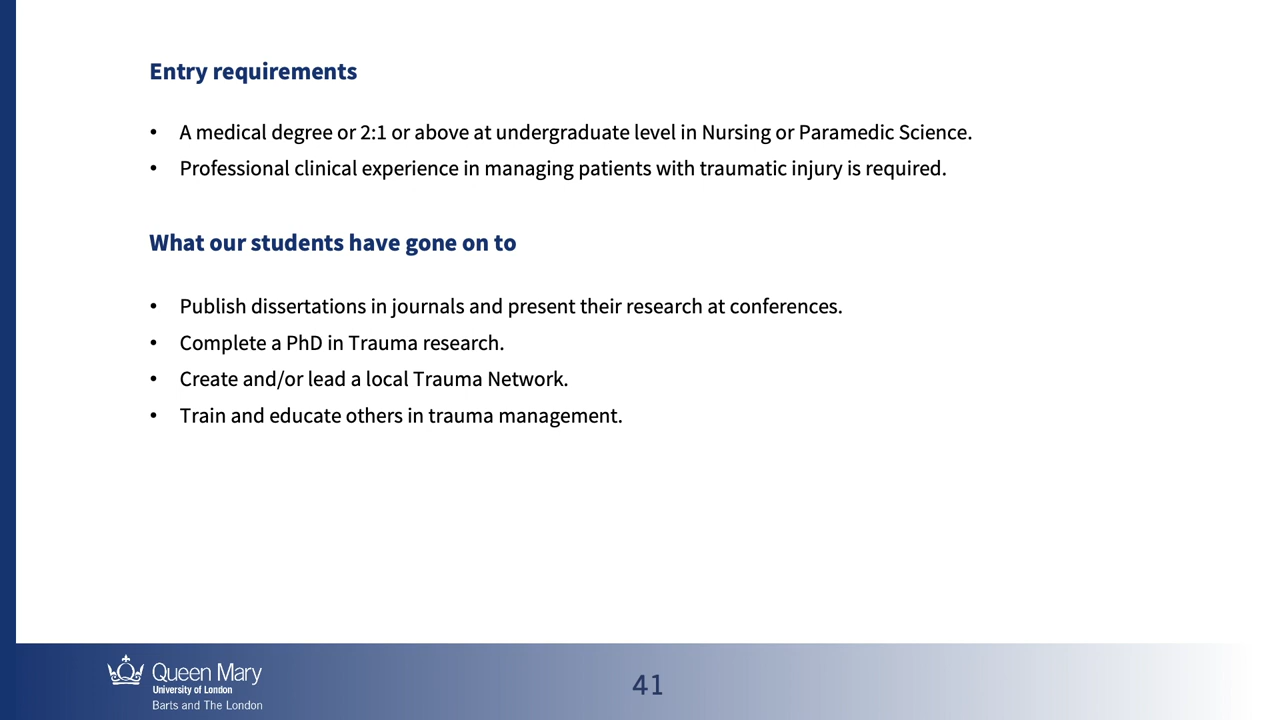 Entry requirements
• A medical degree or 2:1 or above at undergraduate level in Nursing or Paramedic Science.
• Professional clinical experience in managing patients with traumatic injury is required.
What our students have gone on to
• Publish dissertations in journals and present their research at conferences.
• Complete a PhD in Trauma research.
• Create and/or lead a local Trauma Network.
• Train and educate others in trauma management.
Queen Mary
University of London
Barts and The London
41